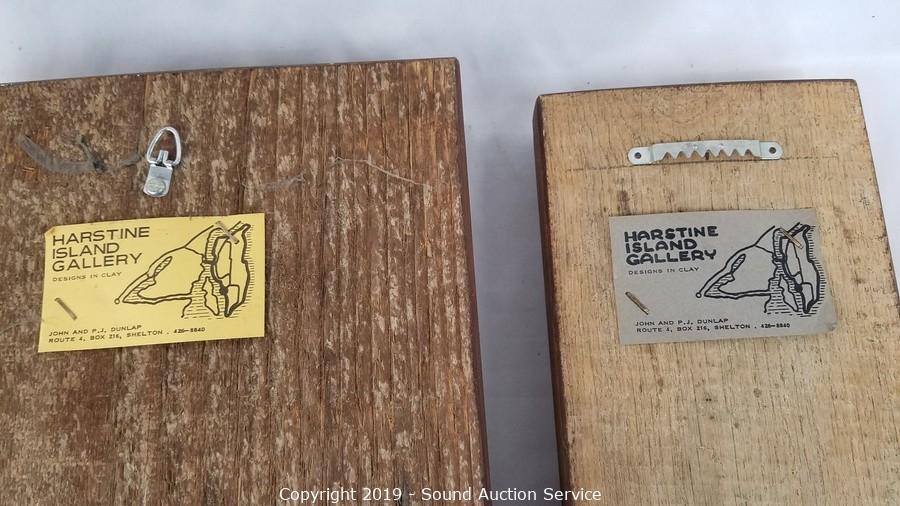 HARSTINE
ISLAND
GALLERY
DESIGNS IN CLAY
JOHN AND P.J. DUNLAP
ROUTE 4, BOX 216, SHELTON . 426-8840
HARSTINE
ISLAND
GALLERY
DESIGNS IN CLAY
JOHN AND P.J. DUNLAP
ROUTE 4, BOX 216, SHELTON . 426-8840
Copyright 2019 - Sound Auction Service